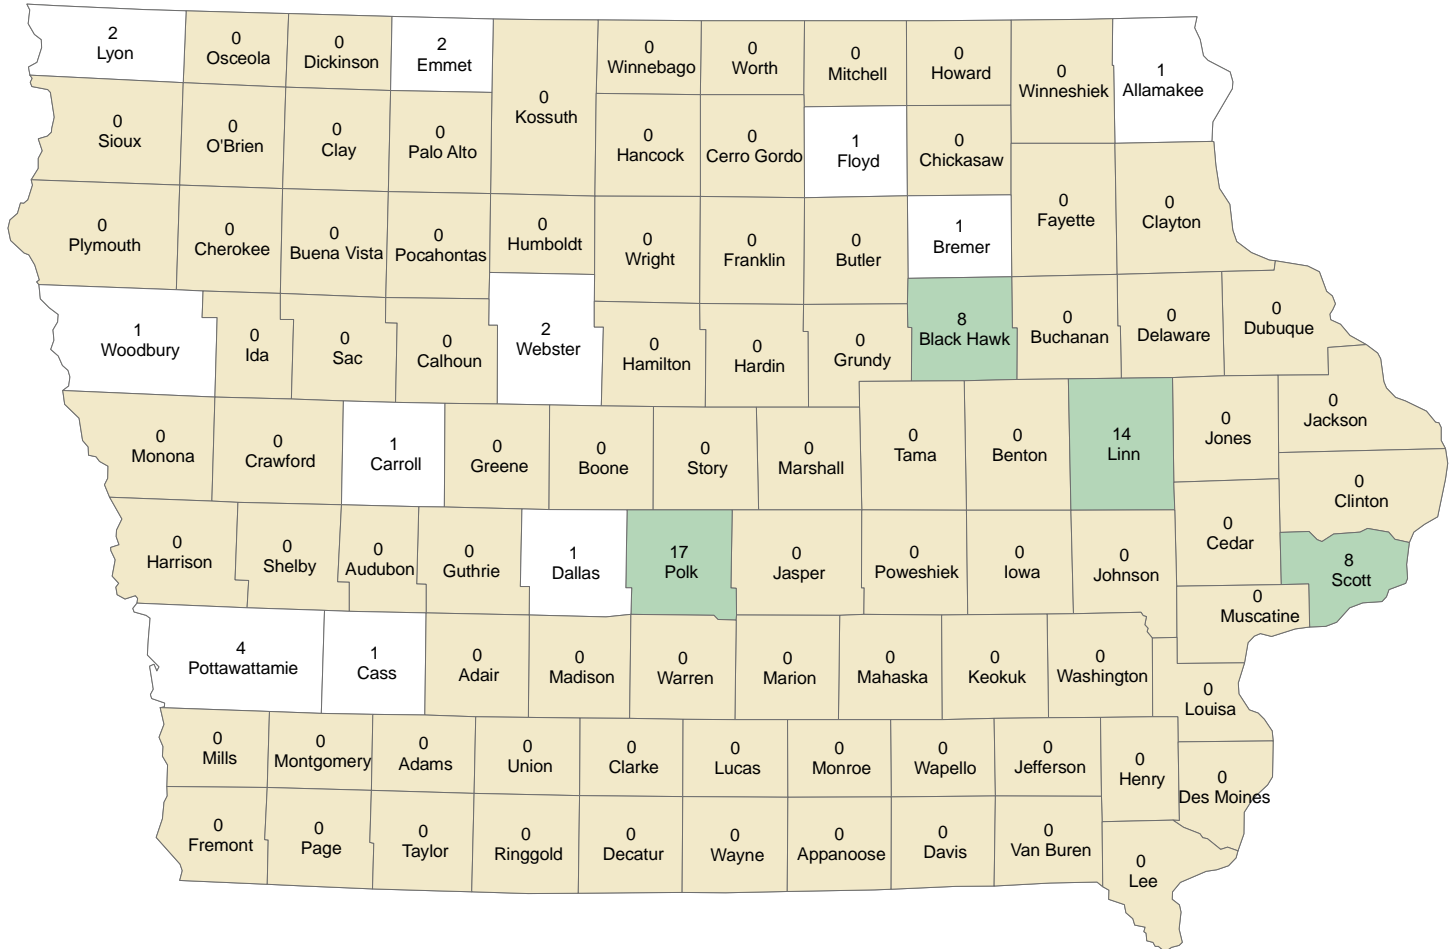 2
Lyon
0
Osceola
0
Dickinson
2
Emmet
0
Kossuth
0
Winnebago
0
Worth
0
Mitchell
0
Howard
0
Winneshiek
1
Allamakee
0
Sioux
0
O'Brien
0
Clay
0
Palo Alto
0
Hancock
0
Cerro Gordo
1
Floyd
0
Chickasaw
0
Plymouth
0
Cherokee
0
Buena Vista
0
Pocahontas
0
Humboldt
0
Wright
0
Franklin
0
Butler
1
Bremer
0
Fayette
0
Clayton
1
Woodbury
0
Ida
0
Sac
0
Calhoun
2
Webster
0
Hamilton
0
Hardin
0
Grundy
8
Black Hawk
0
Buchanan
0
Delaware
0
Dubuque
0
Monona
0
Crawford
1
Carroll
0
Greene
0
Boone
0
Story
0
Marshall
0
Tama
0
Benton
14
Linn
0
Jones
0
Jackson
0
Clinton
0
Harrison
0
Shelby
0
Audubon
0
Guthrie
1
Dallas
17
Polk
0
Jasper
0
Poweshiek
0
Iowa
0
Johnson
0
Cedar
8
Scott
0
Muscatine
4
Pottawattamie
1
Cass
0
Adair
0
Madison
0
Warren
0
Marion
0
Mahaska
0
Keokuk
0
Washington
0
Louisa
0
Mills
0
Montgomery
0
Adams
0
Union
0
Clarke
0
Lucas
0
Monroe
0
Wapello
0
Jefferson
0
Henry
0
Des Moines
0
Fremont
0
Page
0
Taylor
0
Ringgold
0
Decatur
0
Wayne
0
Appanoose
0
Davis
0
Van Buren
0
Lee